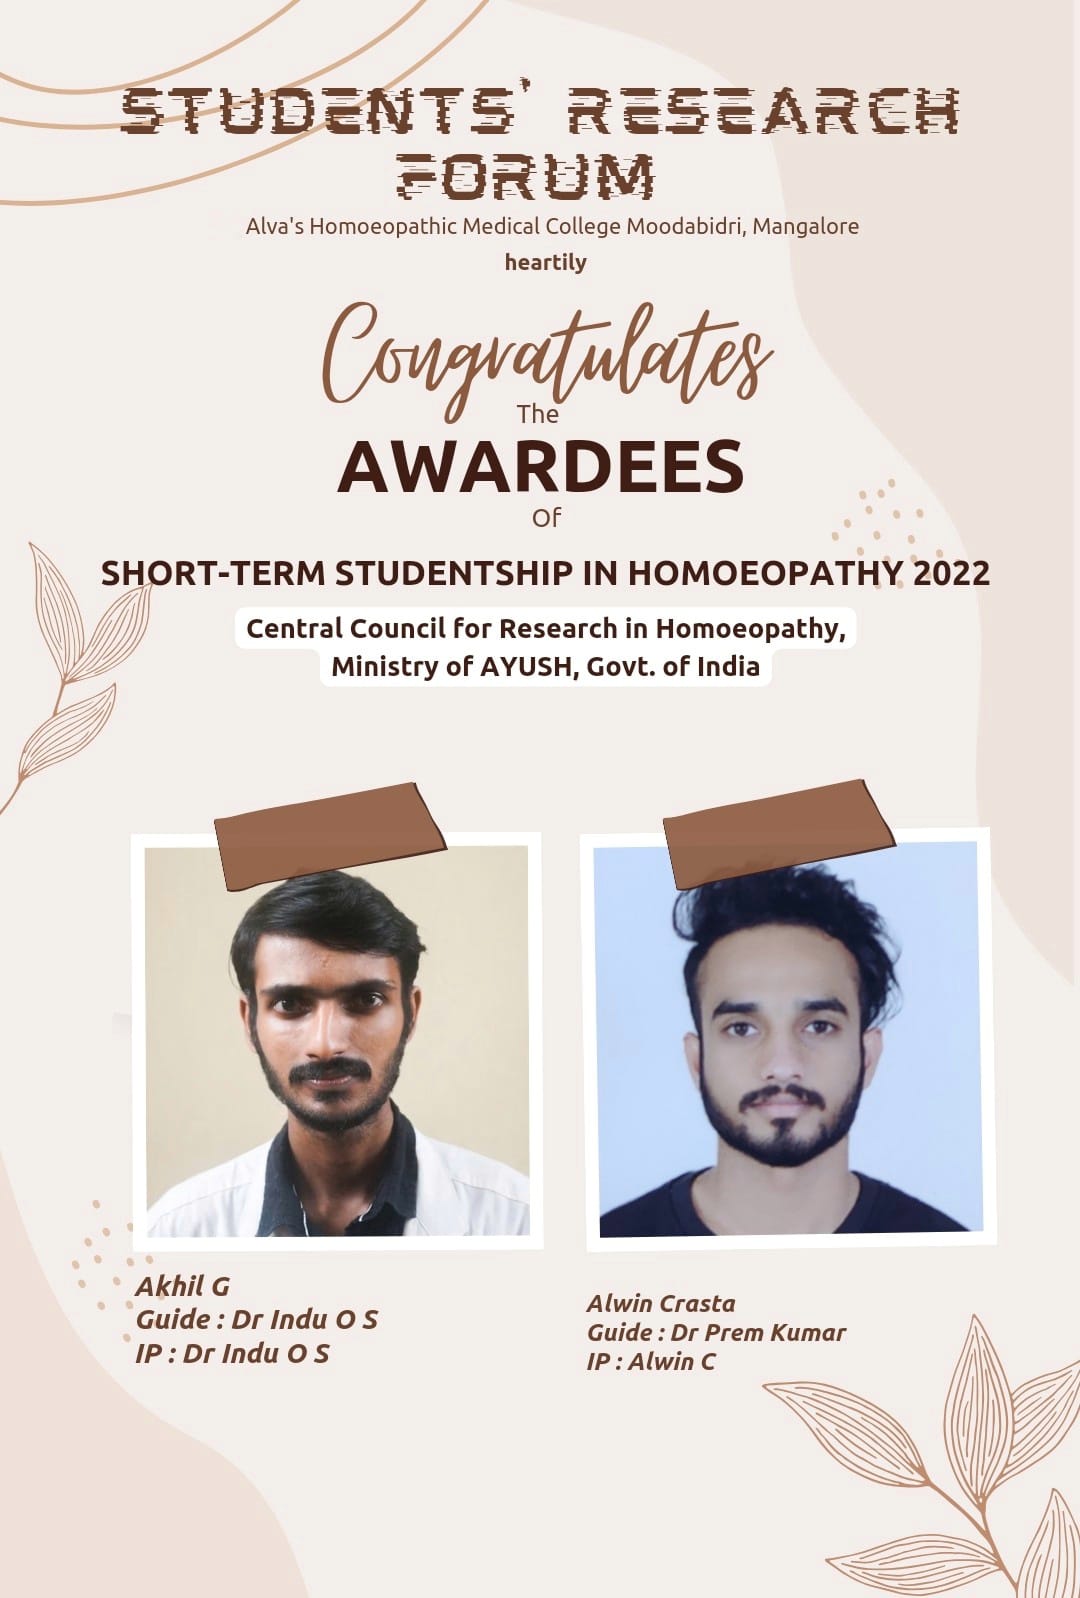 STUDENTS' RESEARCH
FORUM
Alva's Homoeopathic Medical College Moodabidri, Mangalore
heartily
Congratulates
The
AWARDEES
Of
SHORT-TERM STUDENTSHIP IN HOMOEOPATHY 2022
Central Council for Research in Homoeopathy,
Ministry of AYUSH, Govt. of India
Akhil G
Guide : Dr Indu O S
IP : Dr Indu O S
Alwin Crasta
Guide : Dr Prem Kumar
IP : Alwin C